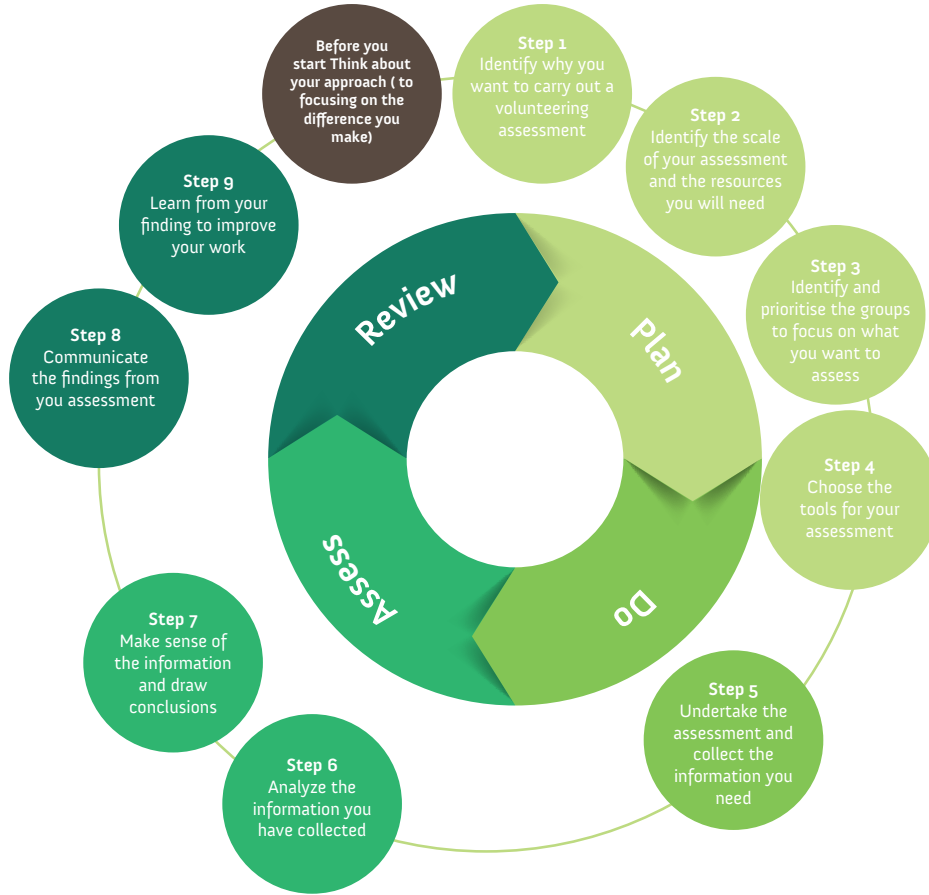 Before you
start Think about
your approach ( to
focusing on the
difference you
make)
Step 1
Identify why you
want to carry out a
volunteering
assessment
Step 2
Identify the scale
of your assessment
and the resources
you will need
Step 3
Identify and
prioritise the groups
to focus on what
you want to
assess
Step 4
Choose the
tools for your
assessment
Step 5
Undertake the
assessment and
collect the
information you
need
Step 6
Analyze the
information you
have collected
Step 7
Make sense of
the information
and draw
conclusions
Step 8
Communicate
the findings from
you assessment
Step 9
Learn from your
finding to improve
your work
Plan
Do
Assess
Review